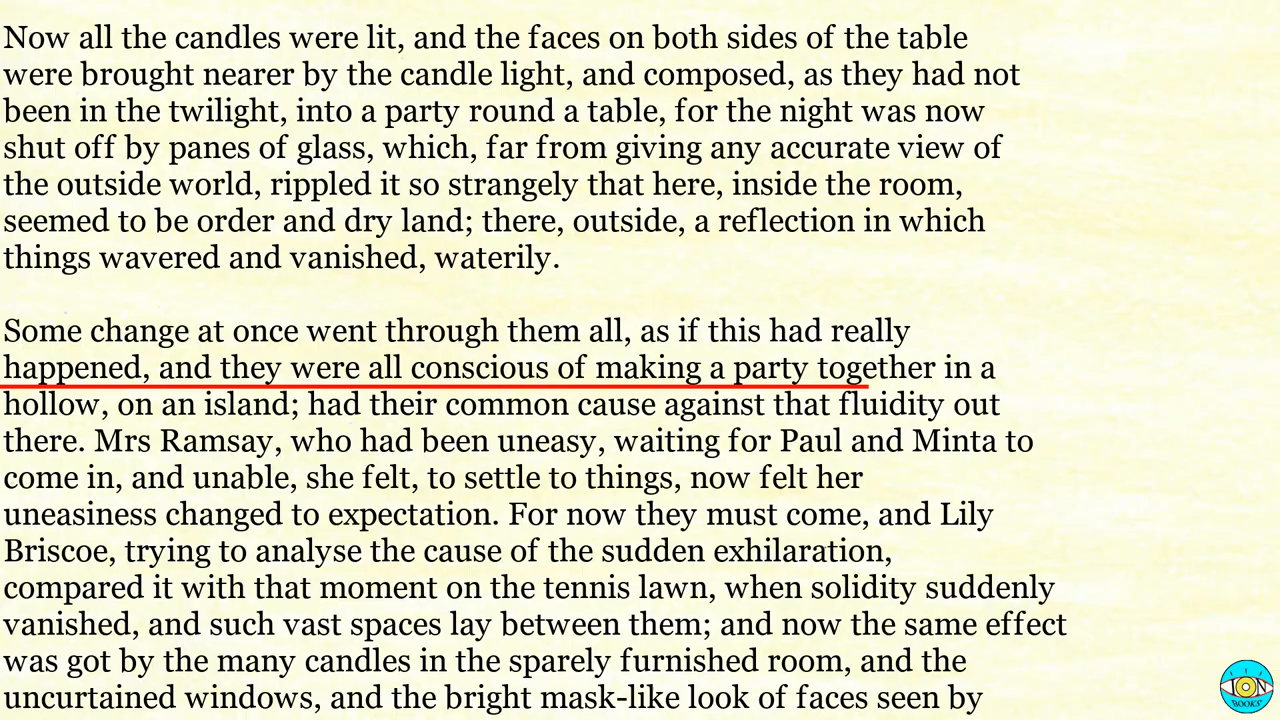 Now all the candles were lit, and the faces on both sides of the table
were brought nearer by the candle light, and composed, as they had not
been in the twilight, into a party round a table, for the night was now
shut off by panes of glass, which, far from giving any accurate view of
the outside world, rippled it so strangely that here, inside the room,
seemed to be order and dry land; there, outside, a reflection in which
things wavered and vanished, waterily.
Some change at once went through them all, as if this had really
happened, and they were all conscious of making a party together in a
hollow, on an island; had their common cause against that fluidity out
there. Mrs Ramsay, who had been uneasy, waiting for Paul and Minta to
come in, and unable, she felt, to settle to things, now felt her
uneasiness changed to expectation. For now they must come, and Lily
Briscoe, trying to analyse the cause of the sudden exhilaration,
compared it with that moment on the tennis lawn, when solidity suddenly
vanished, and such vast spaces lay between them; and now the same effect
was got by the many candles in the sparely furnished room, and the
uncurtained windows, and the bright mask-like look of faces seen by
ION
BOOKS